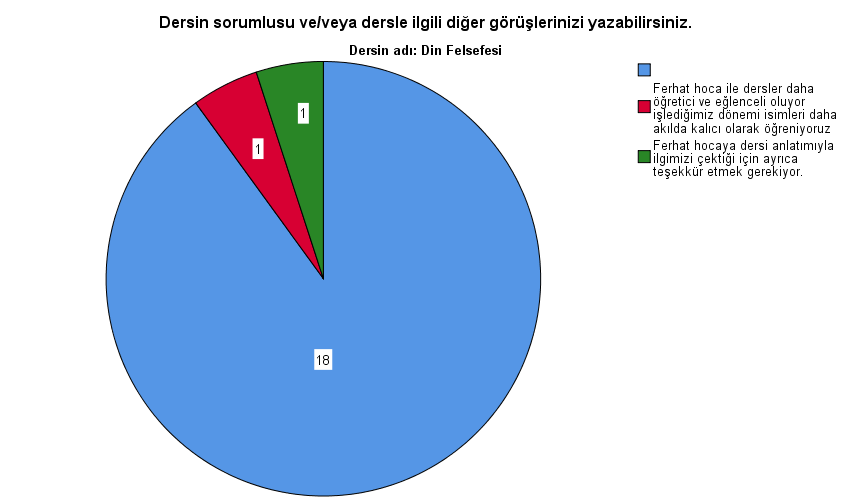 Dersin sorumlusu ve/veya dersle ilgili diğer görüşlerinizi yazabilirsiniz.
Dersin adı: Din Felsefesi
Ferhat hoca ile dersler daha
öğretici ve eğlenceli oluyor
işlediğimiz dönemi isimleri daha
akılda kalıcı olarak öğreniyoruz
Ferhat hocaya dersi anlatımıyla
ilgimizi çektiği için ayrıca
teşekkür etmek gerekiyor.
1
1
18